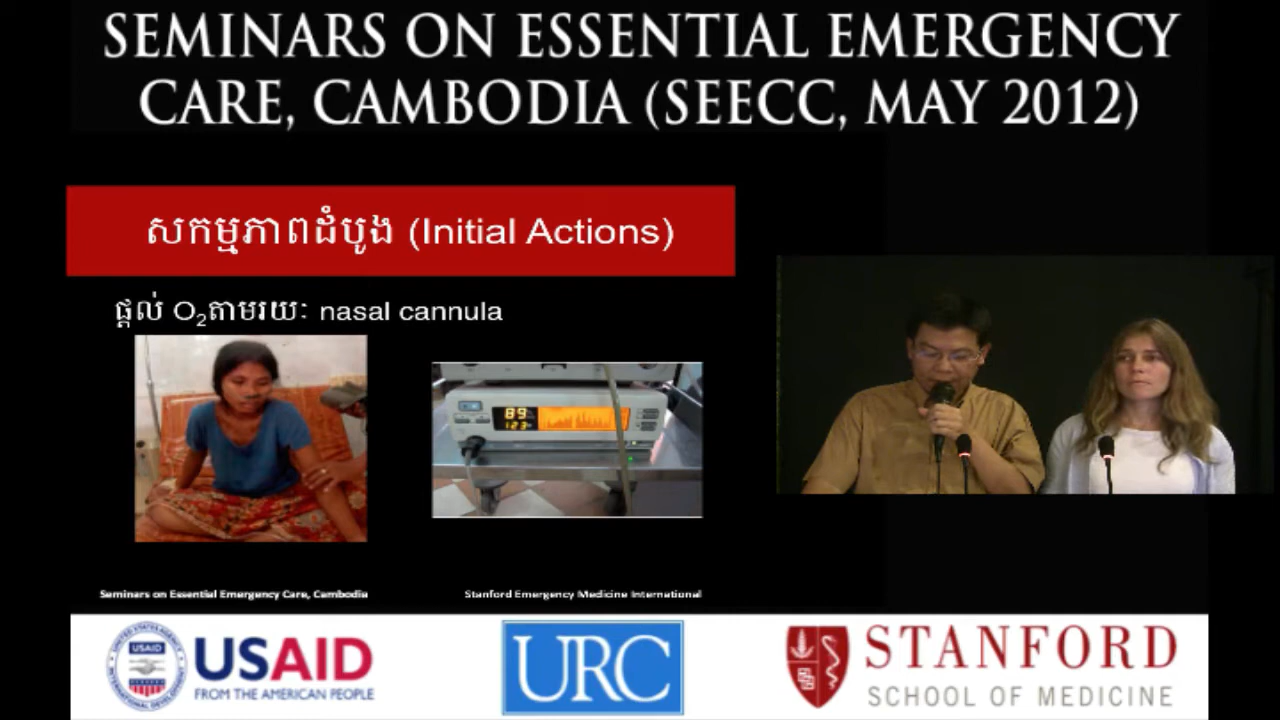 SEMINARS ON ESSENTIAL EMERGENCY
CARE, CAMBODIA (SEECC, MAY 2012)
សកម្មភាពដំបូង (Initial Actions)
ផ្តល់ O₂តាមរយៈ nasal cannula
89
123
Seminars on Essential Emergency Care, Cambodia
Stanford Emergency Medicine International
USAID
USAID
FROM THE AMERICAN PEOPLE
URC
STANFORD
SCHOOL OF MEDICINE